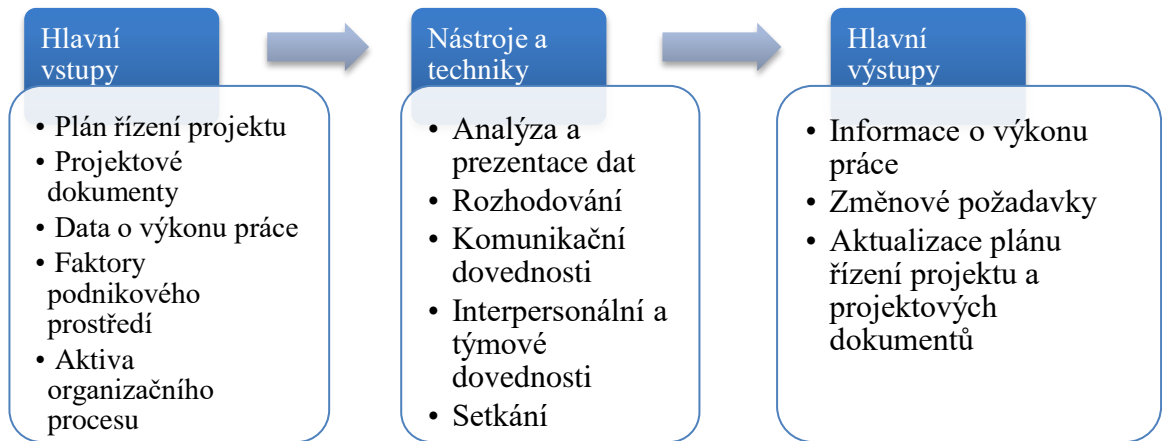 Hlavní
vstupy
• Plán řízení projektu
• Projektové
dokumenty
• Data o výkonu práce
• Faktory
podnikového
prostředí
• Aktiva
organizačního
procesu
Nástroje a
techniky
• Analýza a
prezentace dat
• Rozhodování
• Komunikační
dovednosti
• Interpersonální a
týmové
dovednosti
• Setkání
Hlavní
výstupy
• Informace o výkonu
práce
• Změnové požadavky
• Aktualizace plánu
řízení projektu a
projektových
dokumentů